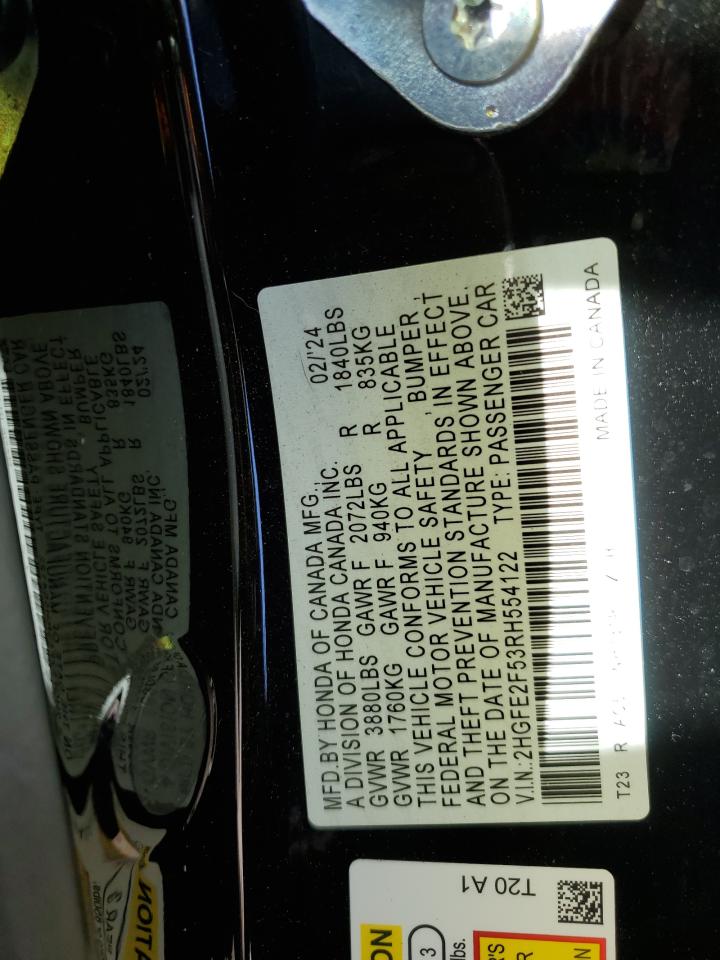 MFD.BY HONDA OF CANADA MFG., 02/'24
A DIVISION OF HONDA CANADA INC.
GVWR 3880LBS GAWR F 2072LBS R 1840LBS
GVWR 1760KG GAWR F 940KG R 835KG
THIS VEHICLE CONFORMS TO ALL APPLICABLE
FEDERAL MOTOR VEHICLE SAFETY, BUMPER,
AND THEFT PREVENTION STANDARDS, IN EFFECT
ON THE DATE OF MANUFACTURE SHOWN ABOVE.
V.I.N.:2HGFE2F53RH554122 TYPE: PASSENGER CAR
T23 R MADE IN CANADA
T20 A1
3
lbs.